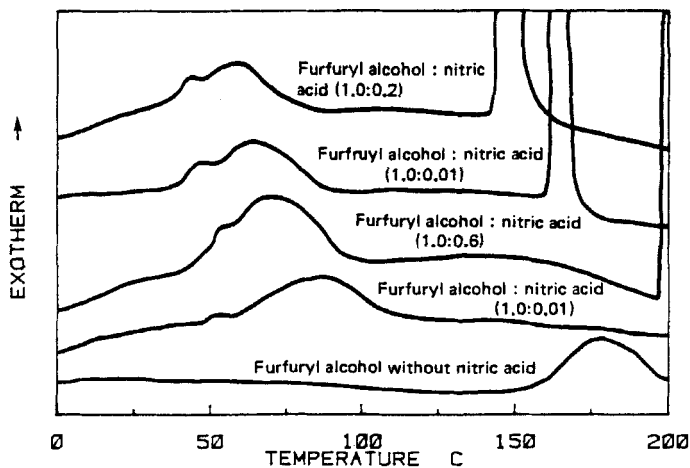 Furfuryl alcohol : nitric
acid (1.0:0.2)
Furfruyl alcohol : nitric acid
(1.0:0.01)
Furfuryl alcohol : nitric acid
(1.0:0.6)
Furfuryl alcohol : nitric acid
(1.0:0.01)
Furfuryl alcohol without nitric acid
EXOTHERM →
0 50 100 150 200
TEMPERATURE C